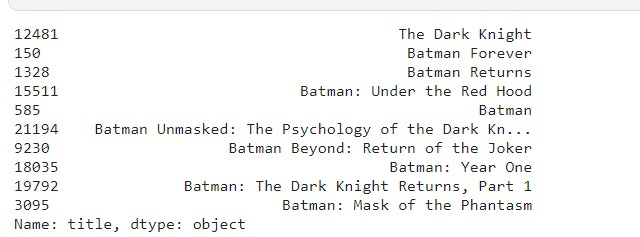 12481 The Dark Knight
150 Batman Forever
1328 Batman Returns
15511 Batman: Under the Red Hood
585 Batman
21194 Batman Unmasked: The Psychology of the Dark Kn...
9230 Batman Beyond: Return of the Joker
18035 Batman: Year One
19792 Batman: The Dark Knight Returns, Part 1
3095 Batman: Mask of the Phantasm
Name: title, dtype: object